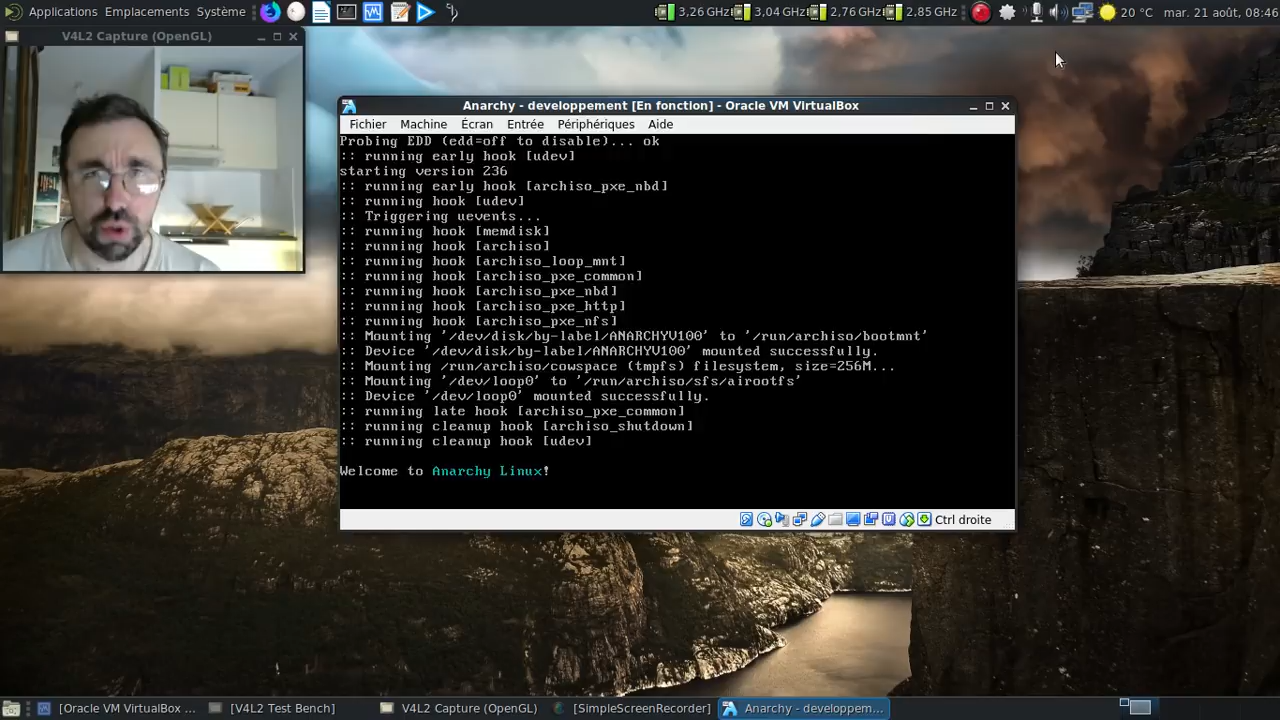 Applications Emplacements Système 3,26 GHz 3,04 GHz 2,76 GHz 2,85 GHz 20 °C mar. 21 août, 08:46
V4L2 Capture (OpenGL)
Anarchy - developpement [En fonction] - Oracle VM VirtualBox
Fichier Machine Écran Entrée Périphériques Aide
Probing EDD (edd=off to disable)... ok
:: running early hook [udev]
starting version 236
:: running early hook [archiso_pxe_nbd]
:: running hook [udev]
:: Triggering uevents...
:: running hook [memdisk]
:: running hook [archiso]
:: running hook [archiso_loop_mnt]
:: running hook [archiso_pxe_common]
:: running hook [archiso_pxe_nbd]
:: running hook [archiso_pxe_http]
:: running hook [archiso_pxe_nfs]
:: Mounting '/dev/disk/by-label/ANARCHYV100' to '/run/archiso/bootmnt'
:: Device '/dev/disk/by-label/ANARCHYV100' mounted successfully.
:: Mounting /run/archiso/cowspace (tmpfs) filesystem, size=256M...
:: Mounting '/dev/loop0' to '/run/archiso/sfs/airootfs'
:: Device '/dev/loop0' mounted successfully.
:: running late hook [archiso_pxe_common]
:: running cleanup hook [archiso_shutdown]
:: running cleanup hook [udev]
Welcome to Anarchy Linux!
Ctrl droite
[Oracle VM VirtualBox ... [V4L2 Test Bench] V4L2 Capture (OpenGL) [SimpleScreenRecorder] Anarchy - developpem...